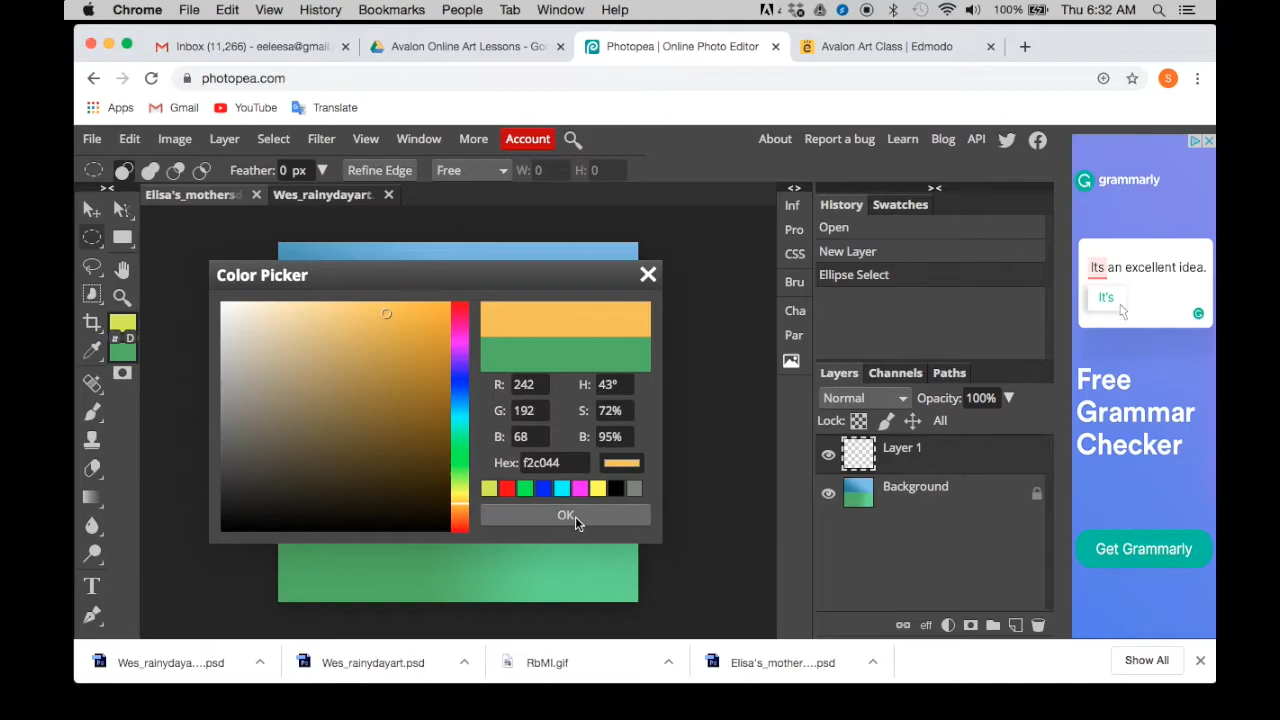 Chrome File Edit View History Bookmarks People Tab Window Help 100% Thu 6:32 AM
Inbox (11,266) - eeleesa@gmail. Avalon Online Art Lessons - Go Photopea | Online Photo Editor Avalon Art Class | Edmodo
photopea.com S
Apps Gmail YouTube Translate
File Edit Image Layer Select Filter View Window More Account About Report a bug Learn Blog API
Feather: 0 px Refine Edge Free W: 0 H: 0
Elisa's_mothersd Wes_rainydayart.
Inf
Pro
CSS
Bru
Cha
Par
History Swatches
Open
New Layer
Ellipse Select
Color Picker
R: 242 H: 43°
G: 192 S: 72%
B: 68 B: 95%
Hex: f2c044
OK
D
T
Layers Channels Paths
Normal Opacity: 100%
Lock: All
Layer 1
Background
eff
grammarly
Its an excellent idea.
It's
Free
Grammar
Checker
Get Grammarly
Wes_rainydaya....psd Wes_rainydayart.psd RbMI.gif Elisa's_mother....psd Show All